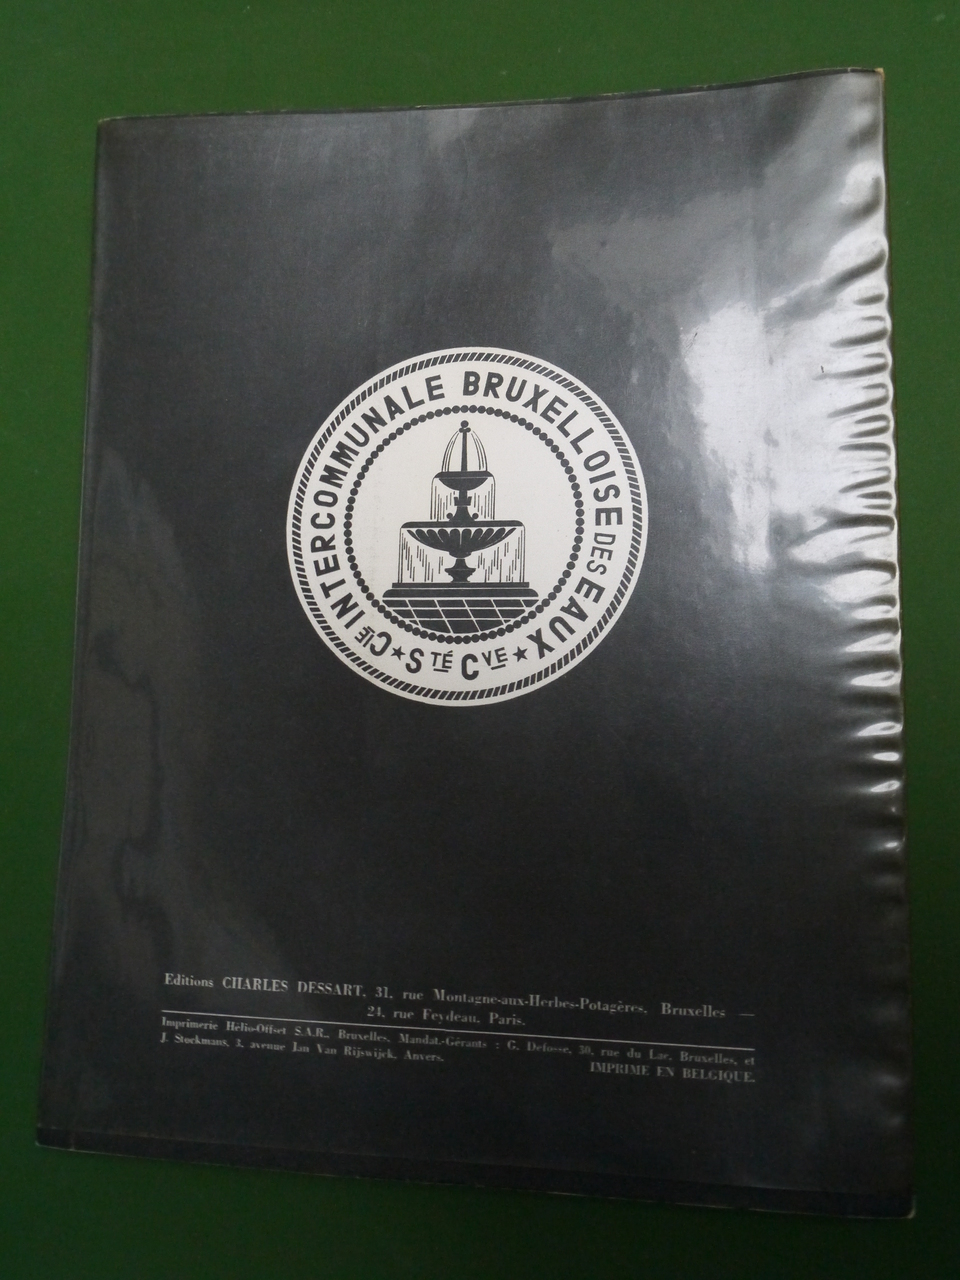 CIE INTERCOMMUNALE BRUXELLOISE DES EAUX
★ STÉ CVE ★
Editions CHARLES DESSART, 31, rue Montagne-aux-Herbes-Potagères, Bruxelles —
24, rue Feydeau, Paris.
Imprimerie Hélio-Offset S.A.R., Bruxelles. Mandat.-Gérants : G. Defosse, 30, rue du Lac, Bruxelles, et
J. Stockmans, 3, avenue Jan Van Rijswijck, Anvers.
IMPRIME EN BELGIQUE.